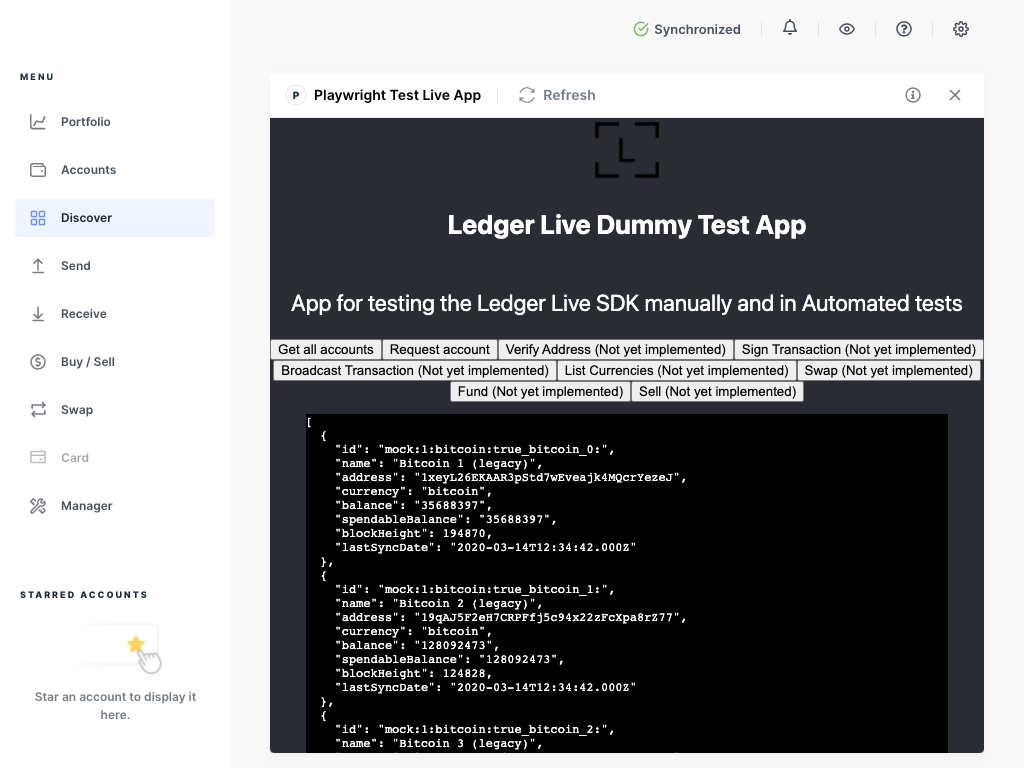 Synchronized
MENU
Portfolio
Accounts
Discover
Send
Receive
Buy / Sell
Swap
Card
Manager
STARRED ACCOUNTS
Star an account to display it
here.
P Playwright Test Live App Refresh
L
Ledger Live Dummy Test App
App for testing the Ledger Live SDK manually and in Automated tests
Get all accounts Request account Verify Address (Not yet implemented) Sign Transaction (Not yet implemented)
Broadcast Transaction (Not yet implemented) List Currencies (Not yet implemented) Swap (Not yet implemented)
Fund (Not yet implemented) Sell (Not yet implemented)
[
{
"id": "mock:1:bitcoin:true_bitcoin_0:",
"name": "Bitcoin 1 (legacy)",
"address": "1xeyL26EKAAR3pStd7wEveajk4MQcrYezeJ",
"currency": "bitcoin",
"balance": "35688397",
"spendableBalance": "35688397",
"blockHeight": 194870,
"lastSyncDate": "2020-03-14T12:34:42.000Z"
},
{
"id": "mock:1:bitcoin:true_bitcoin_1:",
"name": "Bitcoin 2 (legacy)",
"address": "19qAJ5F2eH7CRPFfj5c94x22zFcXpa8rZ77",
"currency": "bitcoin",
"balance": "128092473",
"spendableBalance": "128092473",
"blockHeight": 124828,
"lastSyncDate": "2020-03-14T12:34:42.000Z"
},
{
"id": "mock:1:bitcoin:true_bitcoin_2:",
"name": "Bitcoin 3 (legacy)",